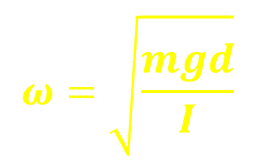 ω = √(mgd / I)